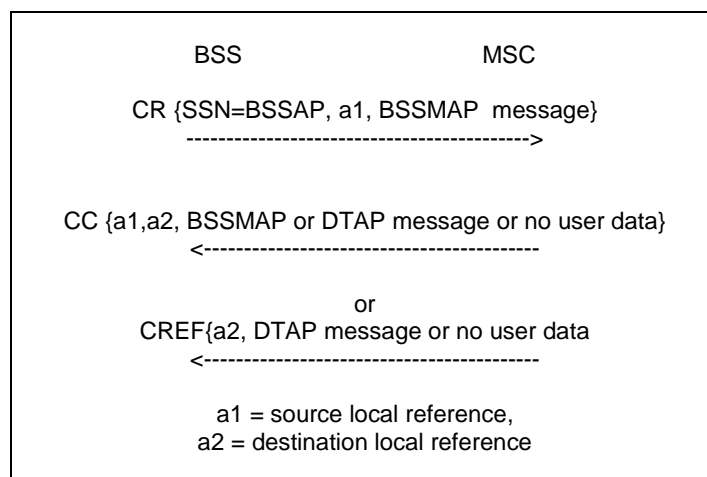 BSS MSC
CR {SSN=BSSAP, a1, BSSMAP message}
------------------------------------------->
CC {a1,a2, BSSMAP or DTAP message or no user data}
<------------------------------------------
or
CREF{a2, DTAP message or no user data
<------------------------------------------
a1 = source local reference,
a2 = destination local reference